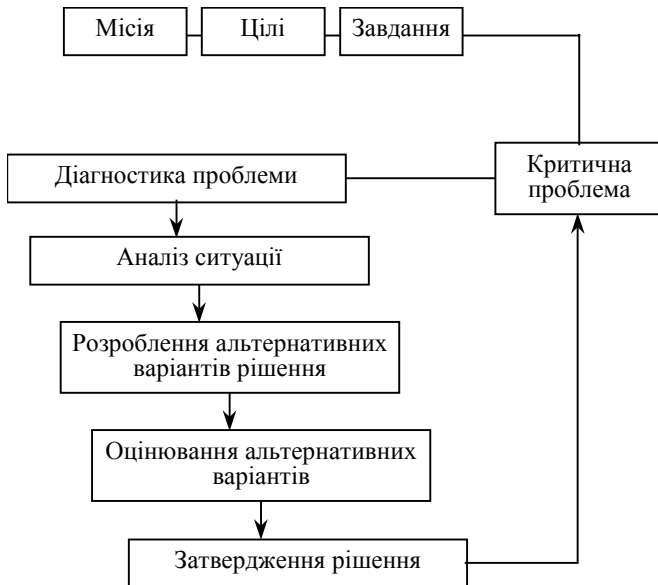 Місія
Цілі
Завдання
Критична
проблема
Діагностика проблеми
Аналіз ситуації
Розроблення альтернативних
варіантів рішення
Оцінювання альтернативних
варіантів
Затвердження рішення